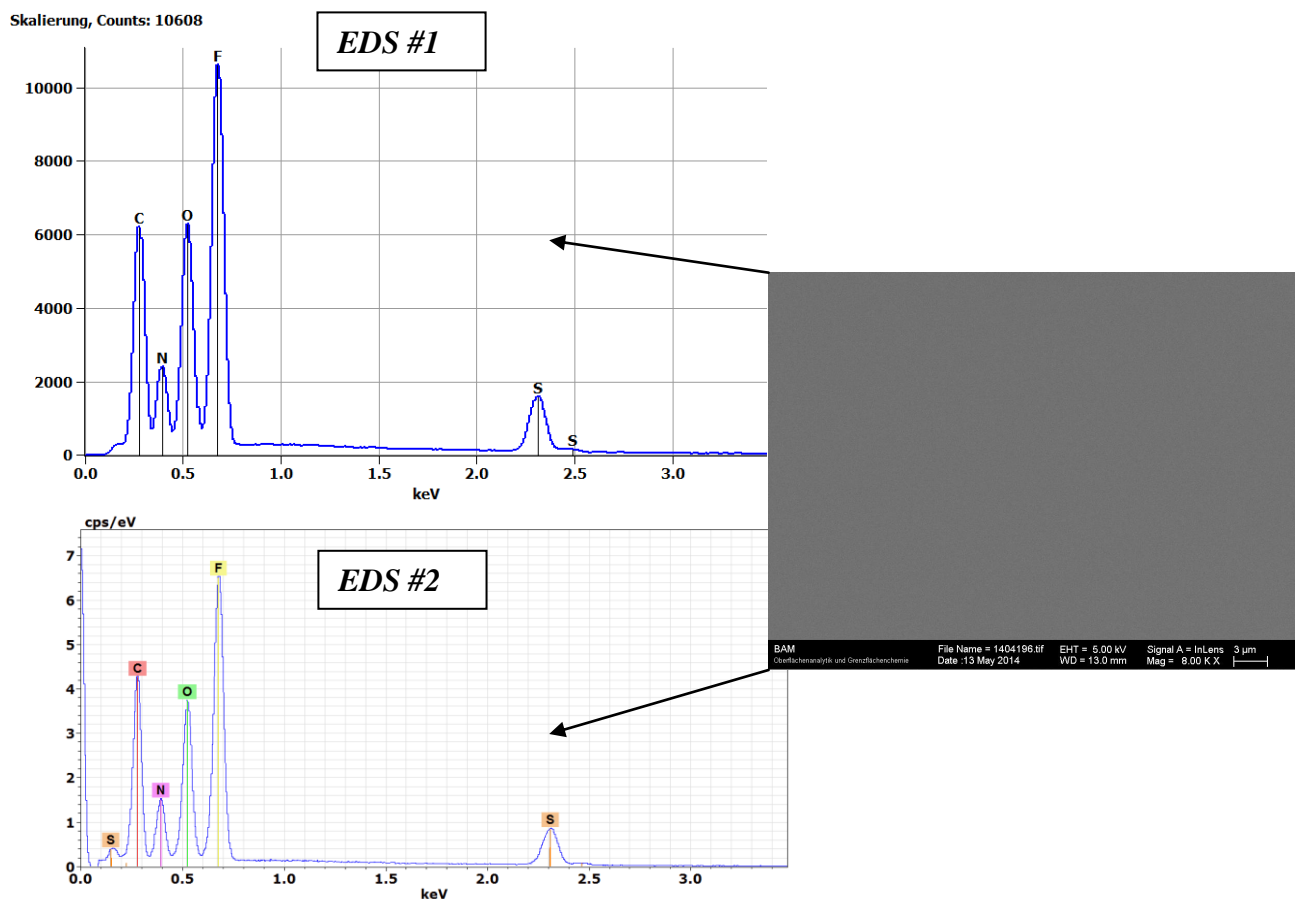 Skalierung, Counts: 10608
EDS #1
F
10000
8000
C
O
6000
4000
N
2000
S
S
0
0.0 0.5 1.0 1.5 2.0 2.5 3.0
keV
cps/eV
EDS #2
7
F
6
5
C
O
4
3
2
N
S
S
1
0
0.0 0.5 1.0 1.5 2.0 2.5 3.0
keV
BAM
Oberflächenanalytik und Grenzflächenchemie
File Name = 1404196.tif
Date :13 May 2014
EHT = 5.00 kV
WD = 13.0 mm
Signal A = InLens
Mag = 8.00 K X
3 µm